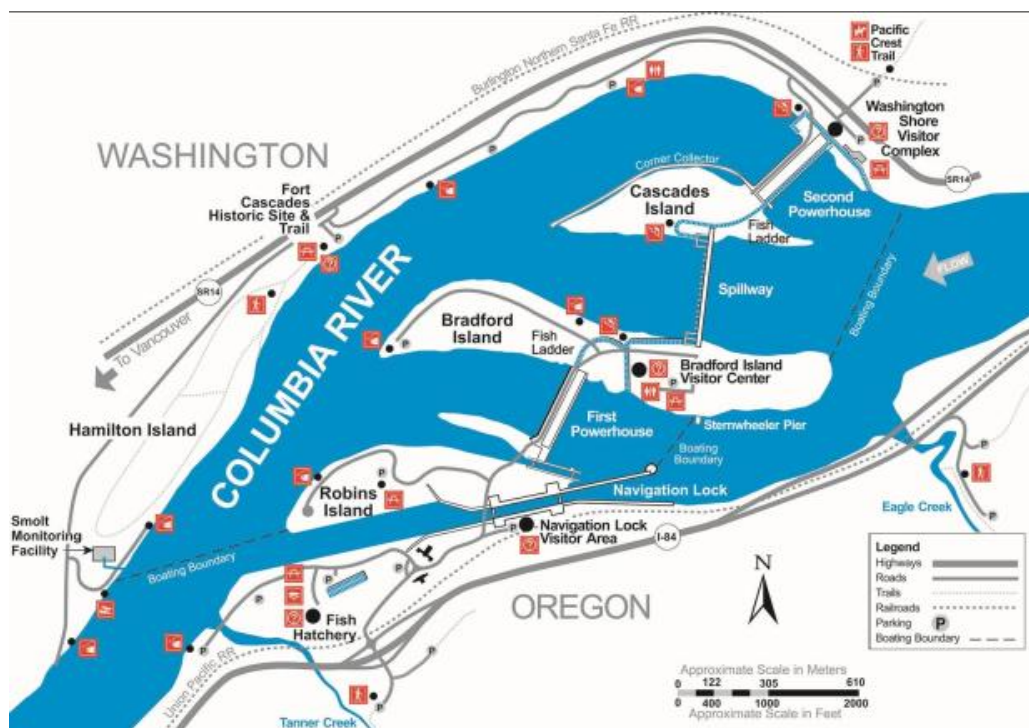 Pacific
Crest
Trail
Burlington Northern Santa Fe RR
P
P
Washington
Shore
Visitor
Complex
P
WASHINGTON
P
Corner Collector
SR14
Fort
Cascades
Historic Site &
Trail
P
Cascades
Island
Second
Powerhouse
Fish
Ladder
SR14
To Vancouver
COLUMBIA RIVER
Spillway
Boating Boundary
FLOW
Bradford
Island
P
Fish
Ladder
Bradford Island
Visitor Center
P
First
Powerhouse
Sternwheeler Pier
Boating
Boundary
Hamilton Island
P
Robins
Island
P
Navigation Lock
P
Eagle Creek
Smolt
Monitoring
Facility
P
Boating Boundary
P
Navigation Lock
Visitor Area
I-84
P
P
P
Fish
Hatchery
P
OREGON
N
Legend
Highways
Roads
Trails
Railroads
Parking P
Boating Boundary
P
Union Pacific RR
Approximate Scale in Meters
0 122 305 610
0 400 1000 2000
Approximate Scale in Feet
Tanner Creek
P